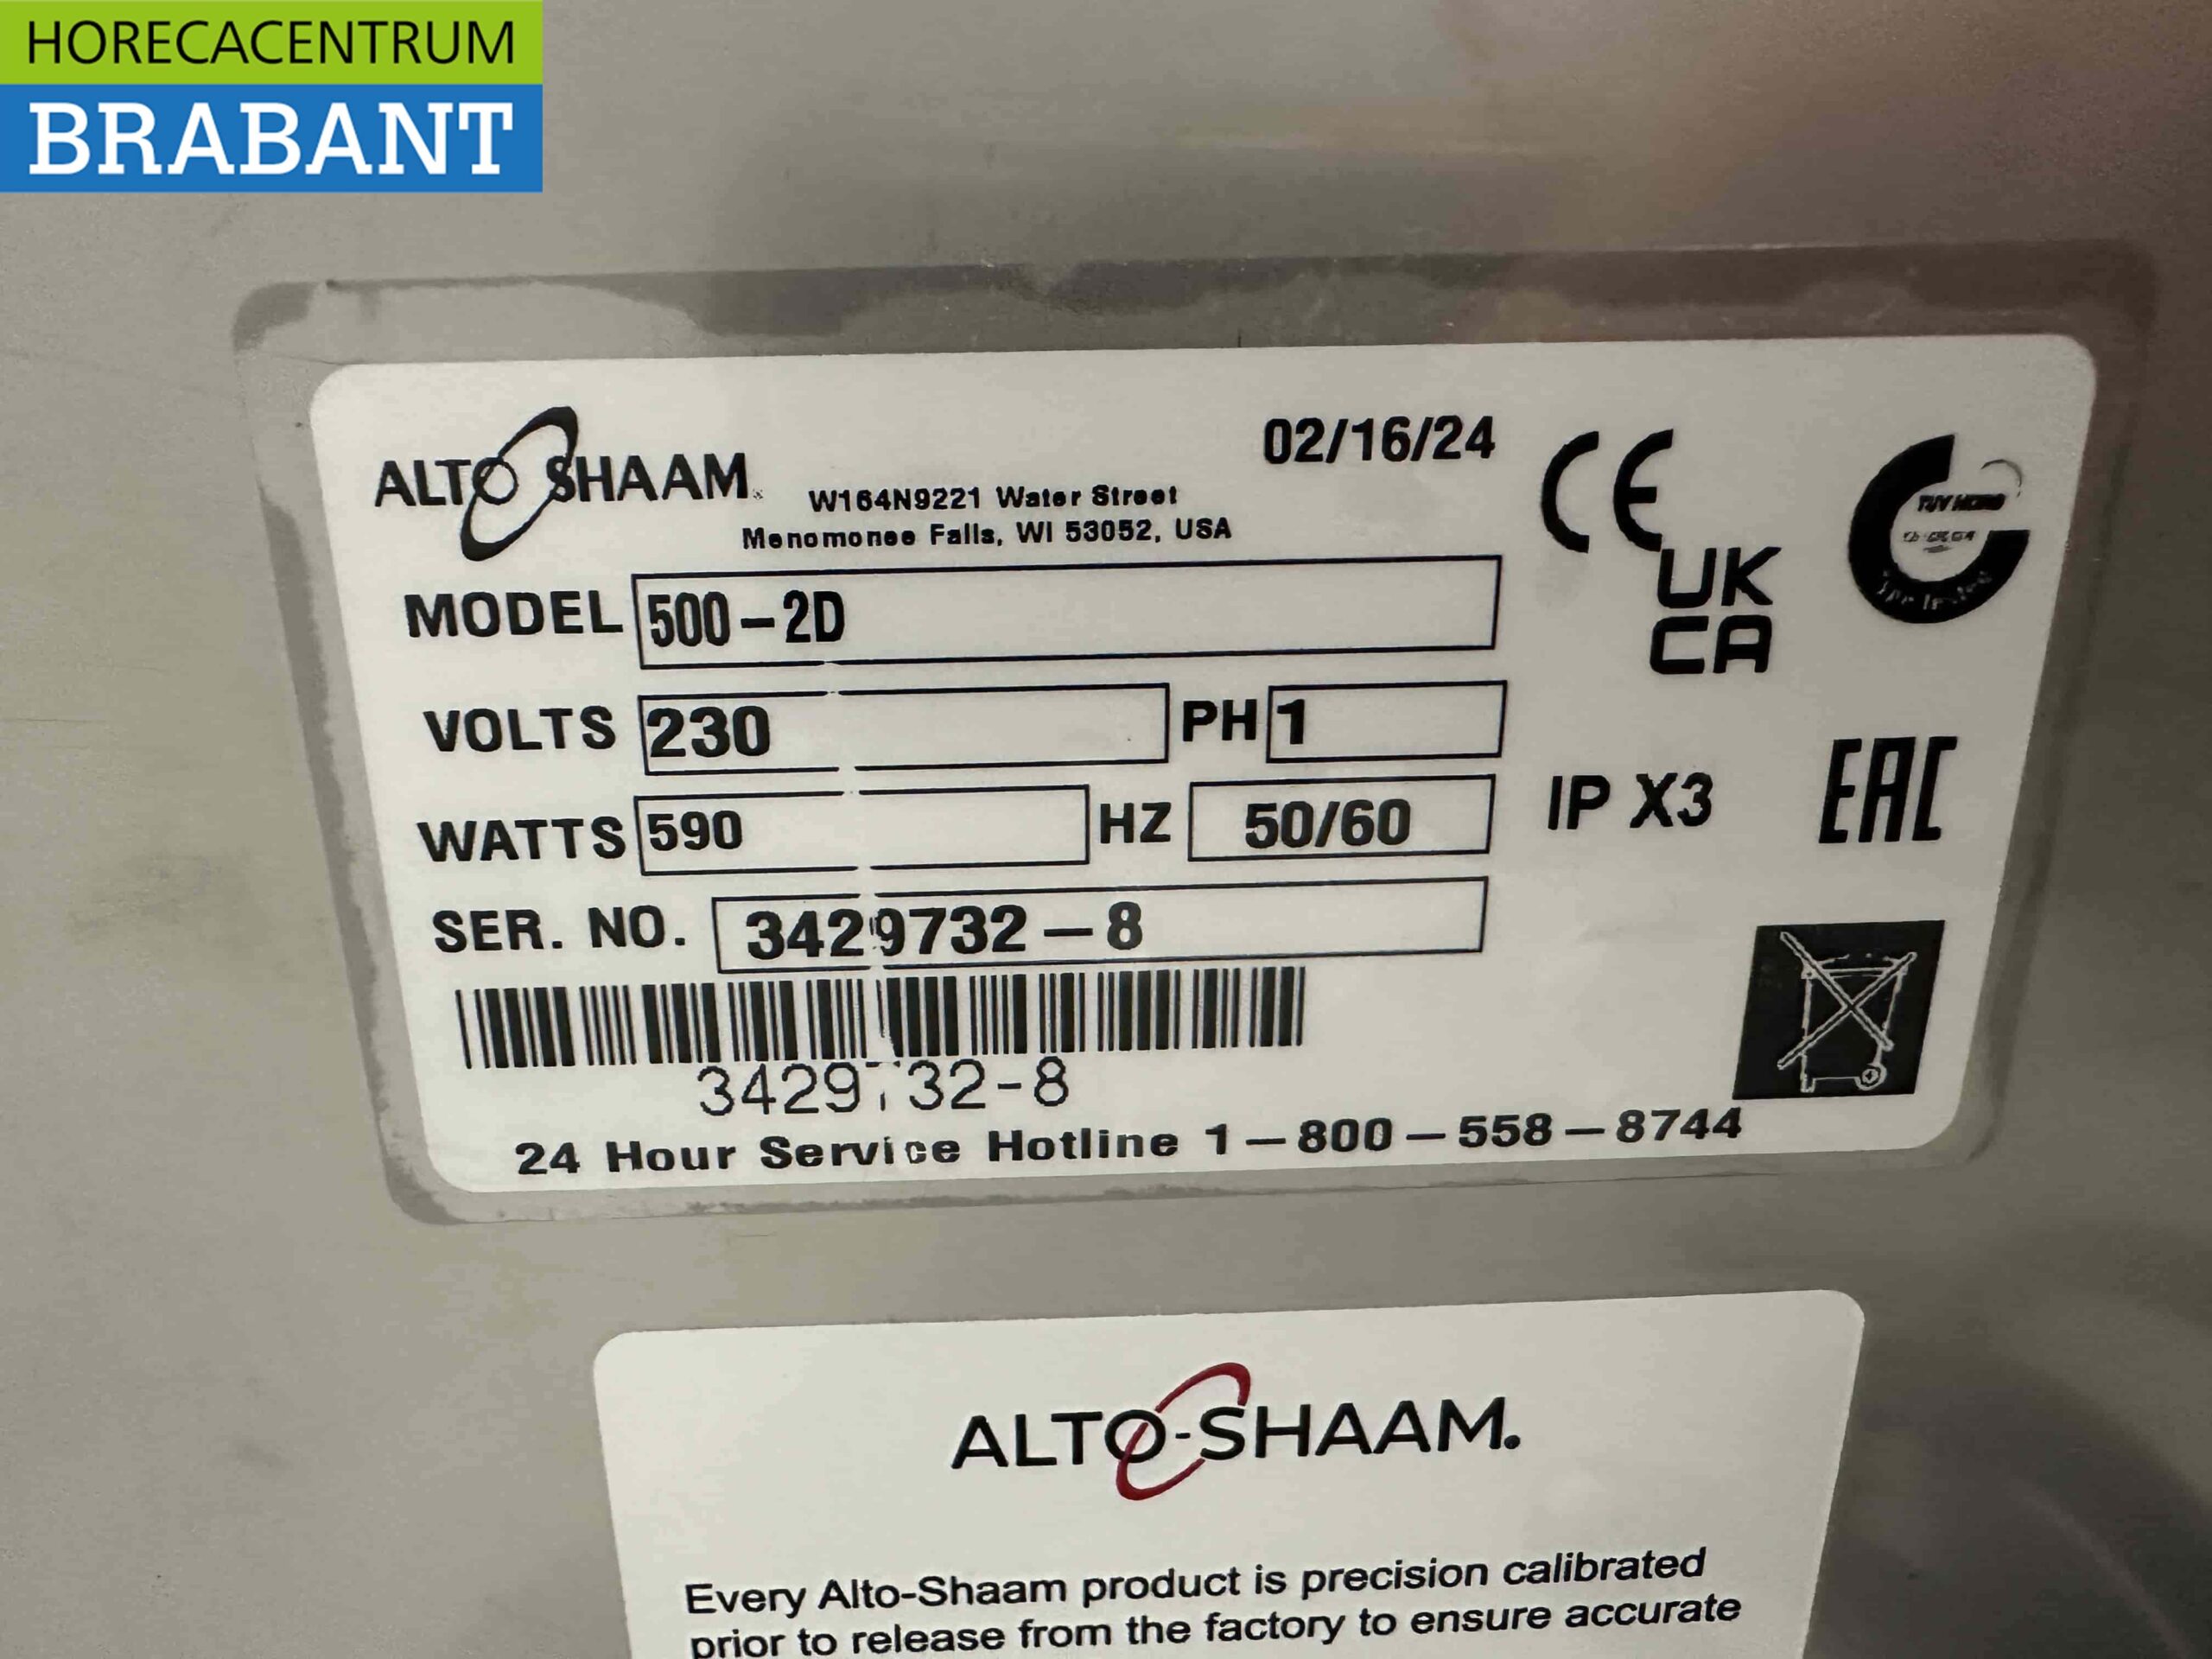 HORECACENTRUM
BRABANT
ALTO SHAAM.
02/16/24
W164N9221 Water Street
Menomonee Falls, WI 53052, USA
CE
UK
CA
MODEL 500-2D
VOLTS 230 PH 1
WATTS 590 HZ 50/60
IP X3
EAC
SER. NO. 3429732-8
3429732-8
24 Hour Service Hotline 1-800-558-8744
ALTO-SHAAM.
Every Alto-Shaam product is precision calibrated
prior to release from the factory to ensure accurate